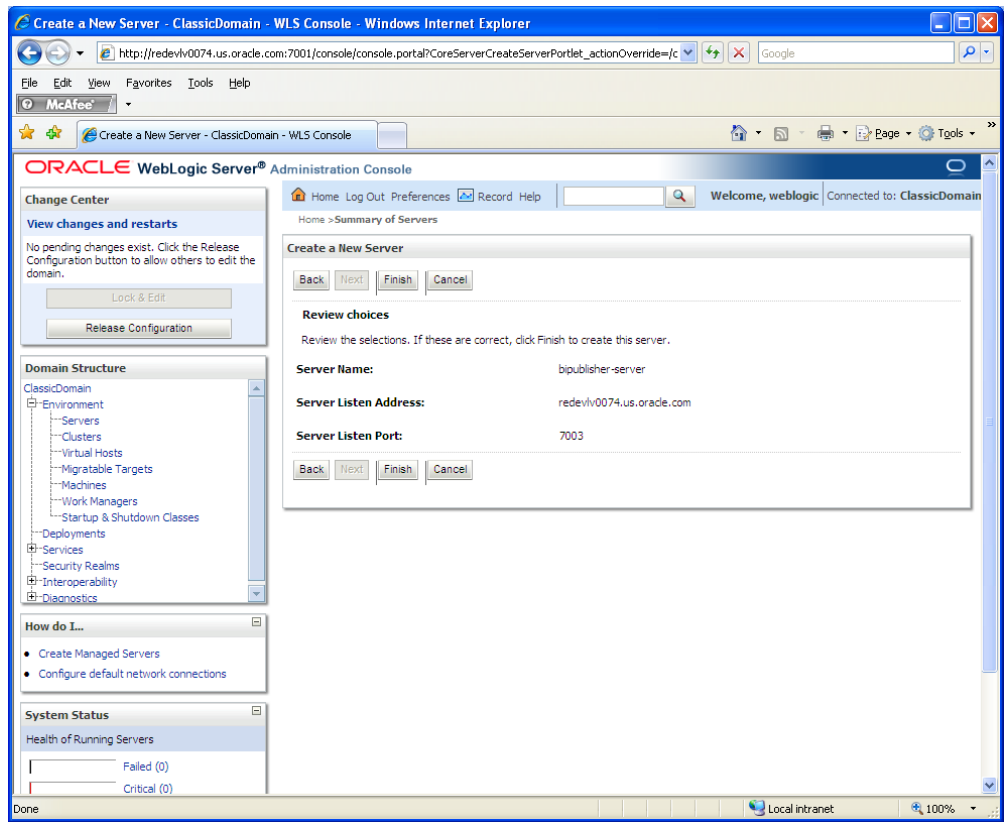 Create a New Server - ClassicDomain - WLS Console - Windows Internet Explorer
http://redevlv0074.us.oracle.com:7001/console/console.portal?CoreServerCreateServerPortlet_actionOverride=/c
Google
File Edit View Favorites Tools Help
McAfee
Create a New Server - ClassicDomain - WLS Console
Page Tools »
ORACLE WebLogic Server® Administration Console
Change Center
View changes and restarts
No pending changes exist. Click the Release
Configuration button to allow others to edit the
domain.
Lock & Edit
Release Configuration
Domain Structure
ClassicDomain
Environment
Servers
Clusters
Virtual Hosts
Migratable Targets
Machines
Work Managers
Startup & Shutdown Classes
Deployments
Services
Security Realms
Interoperability
Diagnostics
How do I...
Create Managed Servers
Configure default network connections
System Status
Health of Running Servers
Failed (0)
Critical (0)
Home Log Out Preferences Record Help
Welcome, weblogic Connected to: ClassicDomain
Home >Summary of Servers
Create a New Server
Back Next Finish Cancel
Review choices
Review the selections. If these are correct, click Finish to create this server.
Server Name: bipublisher-server
Server Listen Address: redevlv0074.us.oracle.com
Server Listen Port: 7003
Back Next Finish Cancel
Done
Local intranet
100%